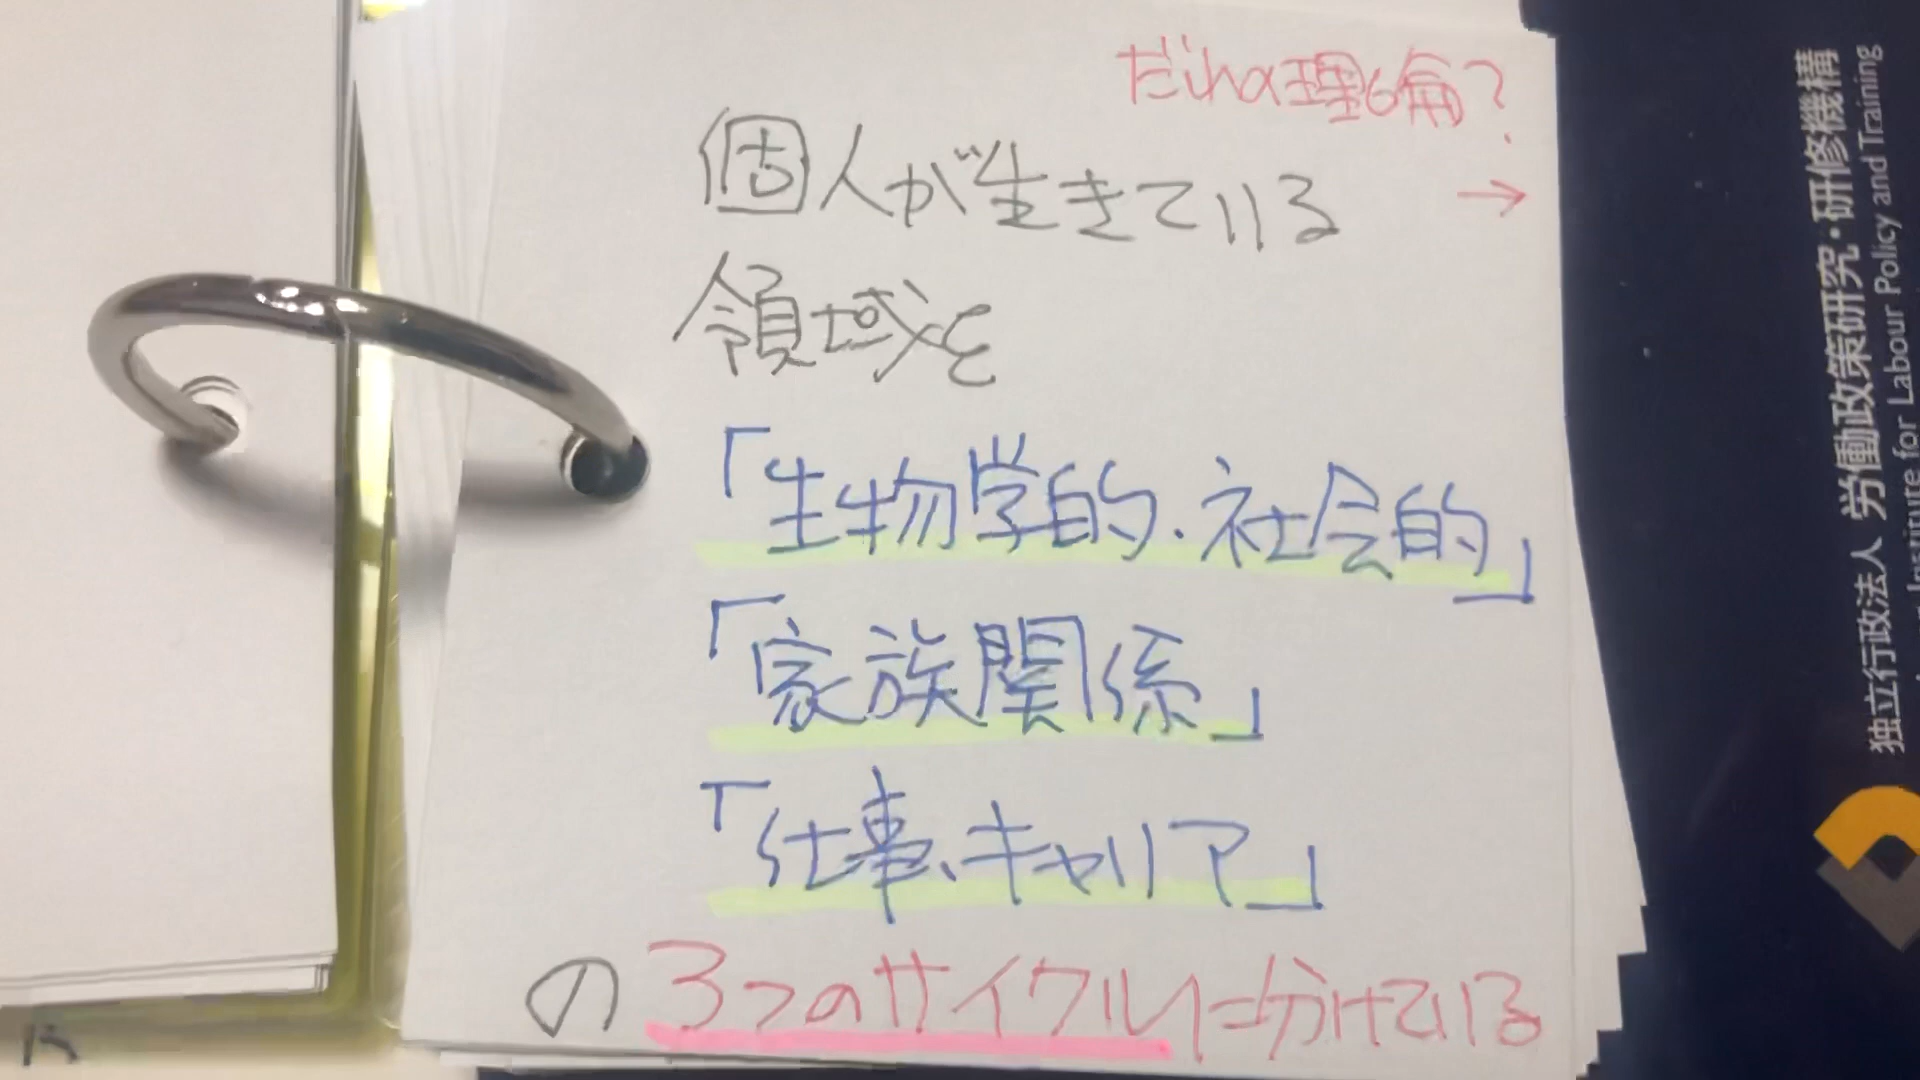 だれの理論?
個人が生きている
→
領域を
「生物学的・社会的」
「家族関係」
「仕事、キャリア」
の3つのサイクルに分けている
独立行政法人 労働政策研究・研修機構
Institute for Labour Policy and Training